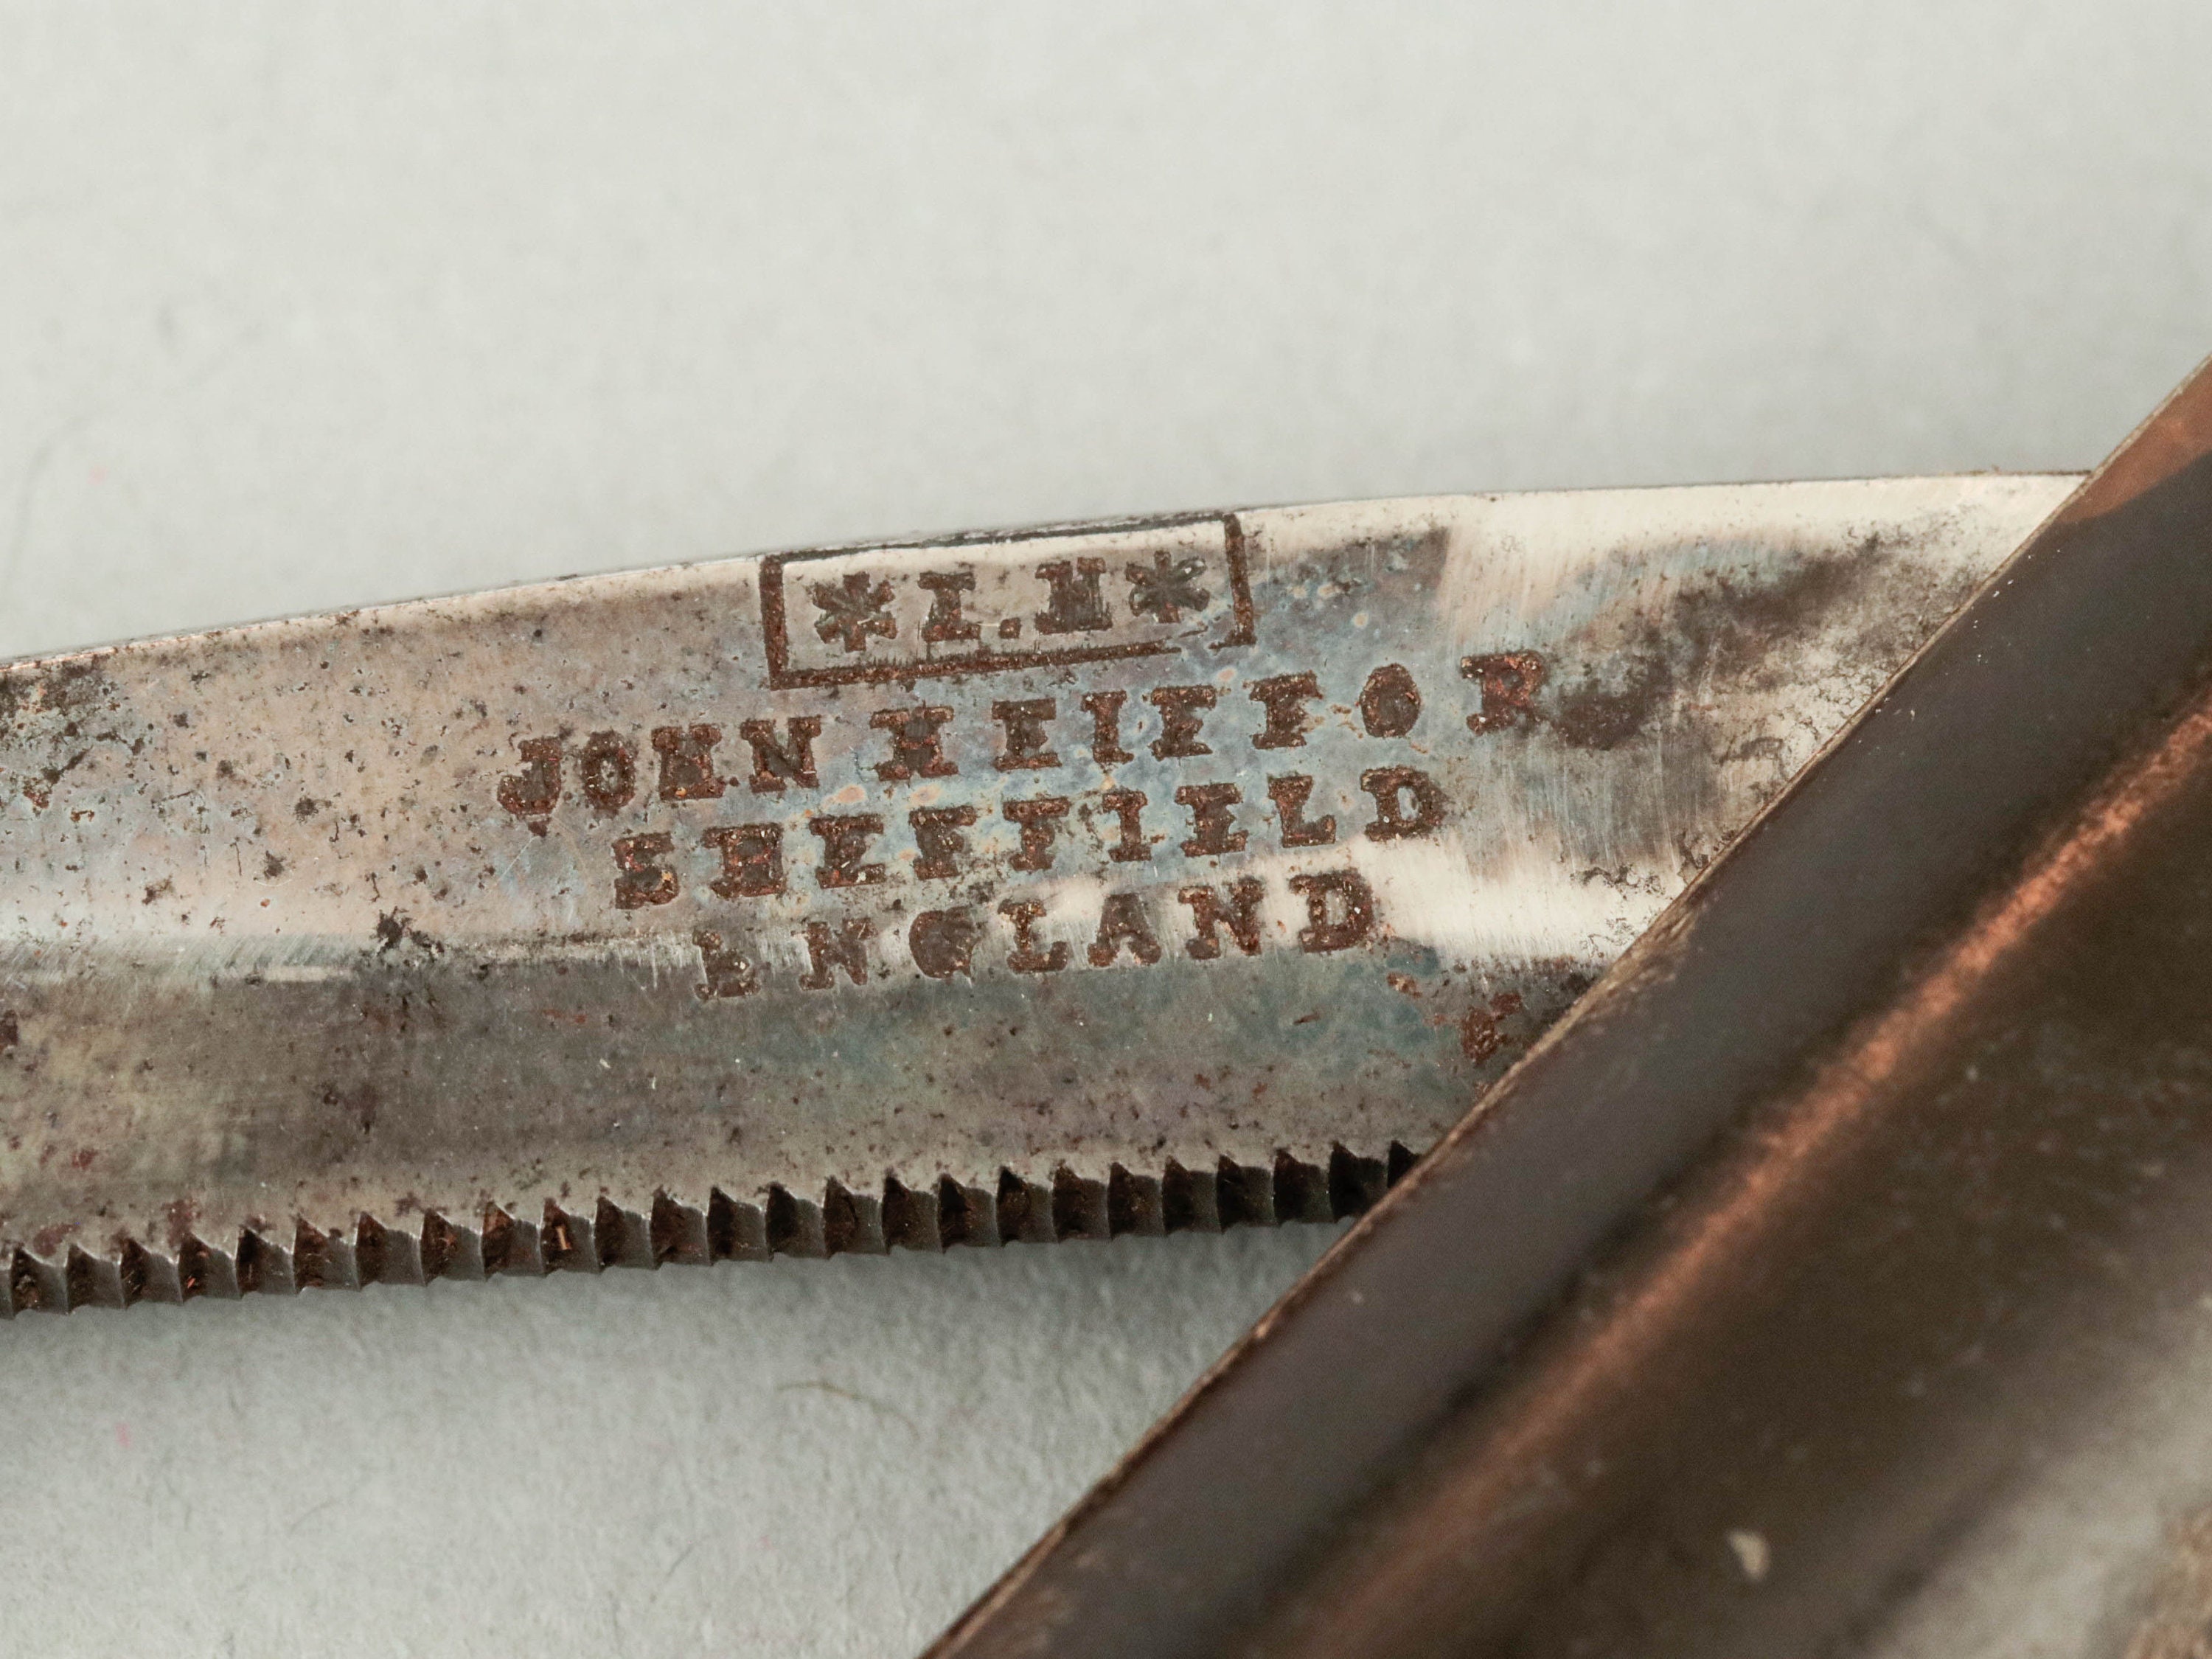 *I.H*
JOHN HEIFFOR
SHEFFIELD
ENGLAND